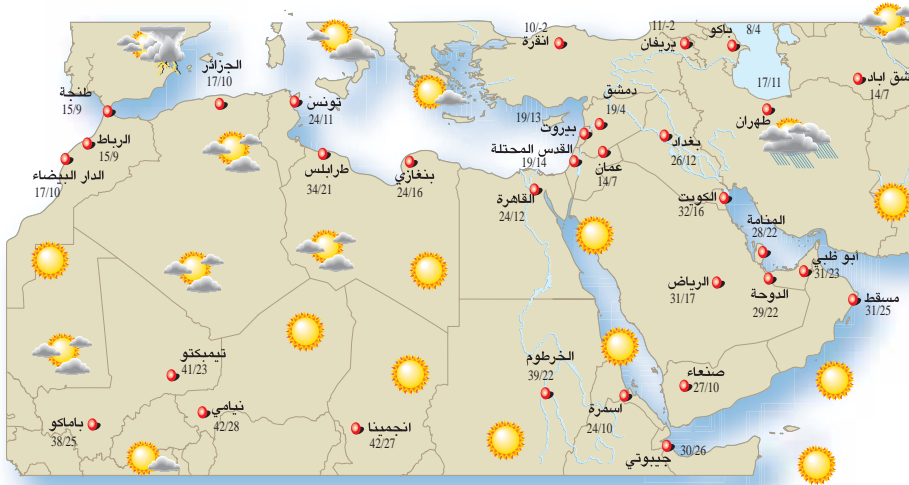 10/-2
أنقرة
11/-2
يريفان
باكو
8/4
17/11
شق اباد
14/7
طهران
الجزائر
17/10
طنجة
15/9
الرباط
15/9
الدار البيضاء
17/10
تونس
24/11
طرابلس
34/21
بنغازي
24/16
دمشق
19/4
19/13
بيروت
القدس المحتلة
19/14
عمان
14/7
بغداد
26/12
القاهرة
24/12
الكويت
32/16
المنامة
28/22
أبو ظبي
31/23
الدوحة
29/22
الرياض
31/17
مسقط
31/25
صنعاء
27/10
الخرطوم
39/22
اسمرة
24/10
جيبوتي
30/26
تيمبكتو
41/23
نيامي
42/28
باماكو
38/25
انجمينا
42/27